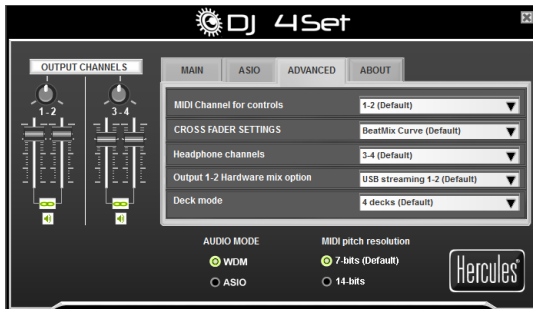 DJ 4Set
OUTPUT CHANNELS
1-2
3-4
MAIN
ASIO
ADVANCED
ABOUT
MIDI Channel for controls
1-2 (Default)
CROSS FADER SETTINGS
BeatMix Curve (Default)
Headphone channels
3-4 (Default)
Output 1-2 Hardware mix option
USB streaming 1-2 (Default)
Deck mode
4 decks (Default)
AUDIO MODE
MIDI pitch resolution
WDM
7-bits (Default)
ASIO
14-bits
Hercules®